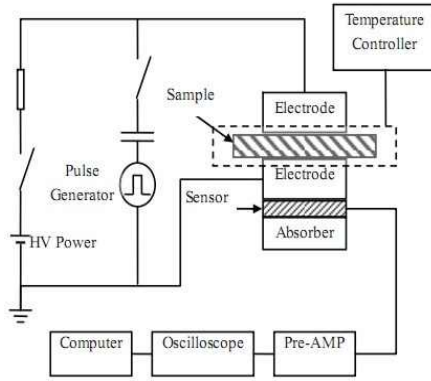 Temperature
Controller
Sample
Electrode
Pulse
Generator
Electrode
Sensor
HV Power
Absorber
Computer
Oscilloscope
Pre-AMP